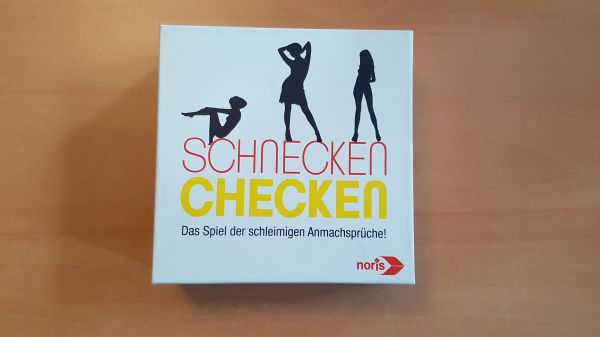 SCHNECKEN
CHECKEN
Das Spiel der schleimigen Anmachsprüche!
noris